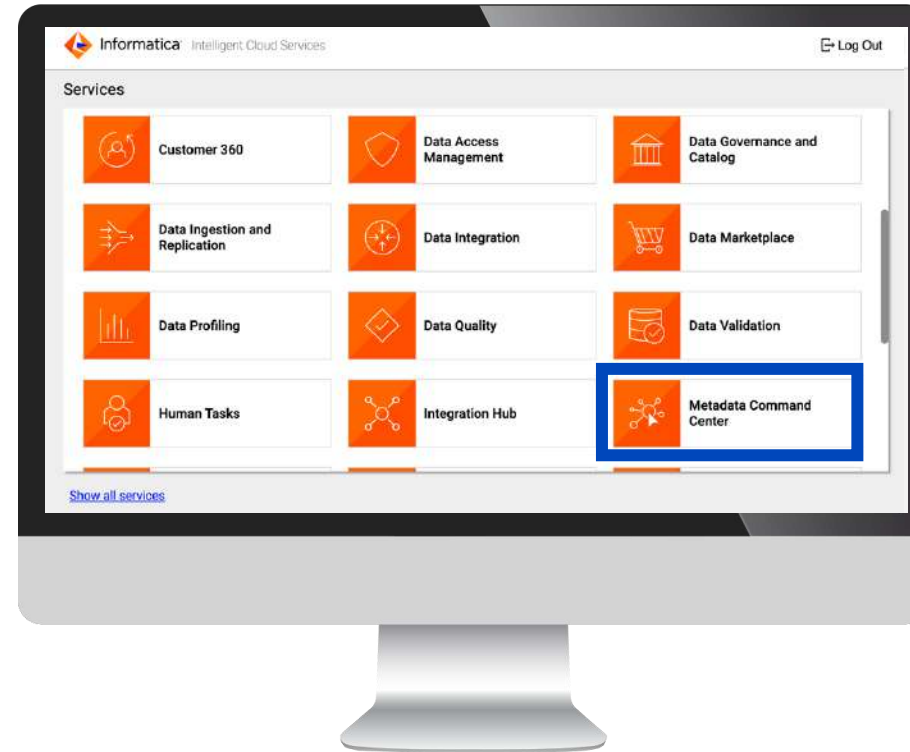 Informatica Intelligent Cloud Services
Log Out
Services
Customer 360
Data Access
Management
Data Governance and
Catalog
Data Ingestion and
Replication
Data Integration
Data Marketplace
Data Profiling
Data Quality
Data Validation
Human Tasks
Integration Hub
Metadata Command
Center
Show all services